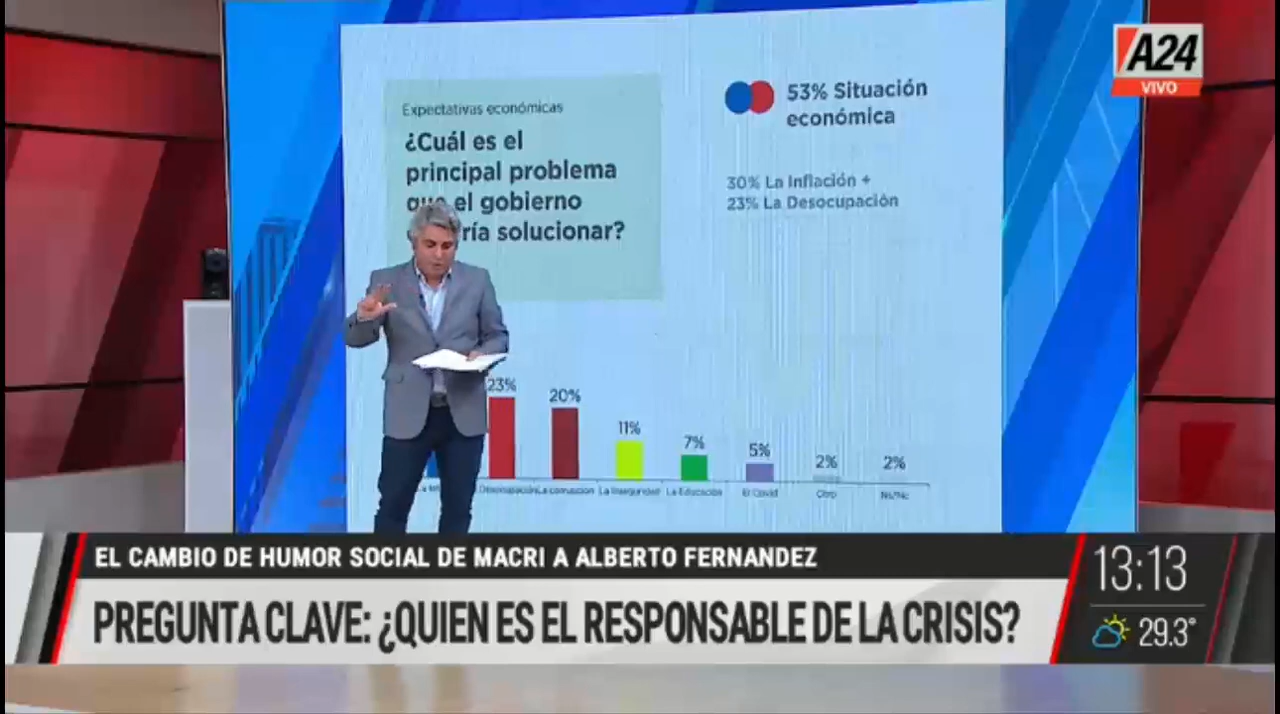 A24
VIVO
Expectativas económicas
¿Cuál es el
principal problema
que el gobierno
ría solucionar?
53% Situación
económica
30% La Inflación +
23% La Desocupación
23%
20%
11%
7%
5%
2%
2%
Desocupación
La corrupción
La Inseguridad
La Educación
El Covid
Otro
Ns/Nc
EL CAMBIO DE HUMOR SOCIAL DE MACRI A ALBERTO FERNANDEZ
13:13
PREGUNTA CLAVE: ¿QUIEN ES EL RESPONSABLE DE LA CRISIS?
29.3°